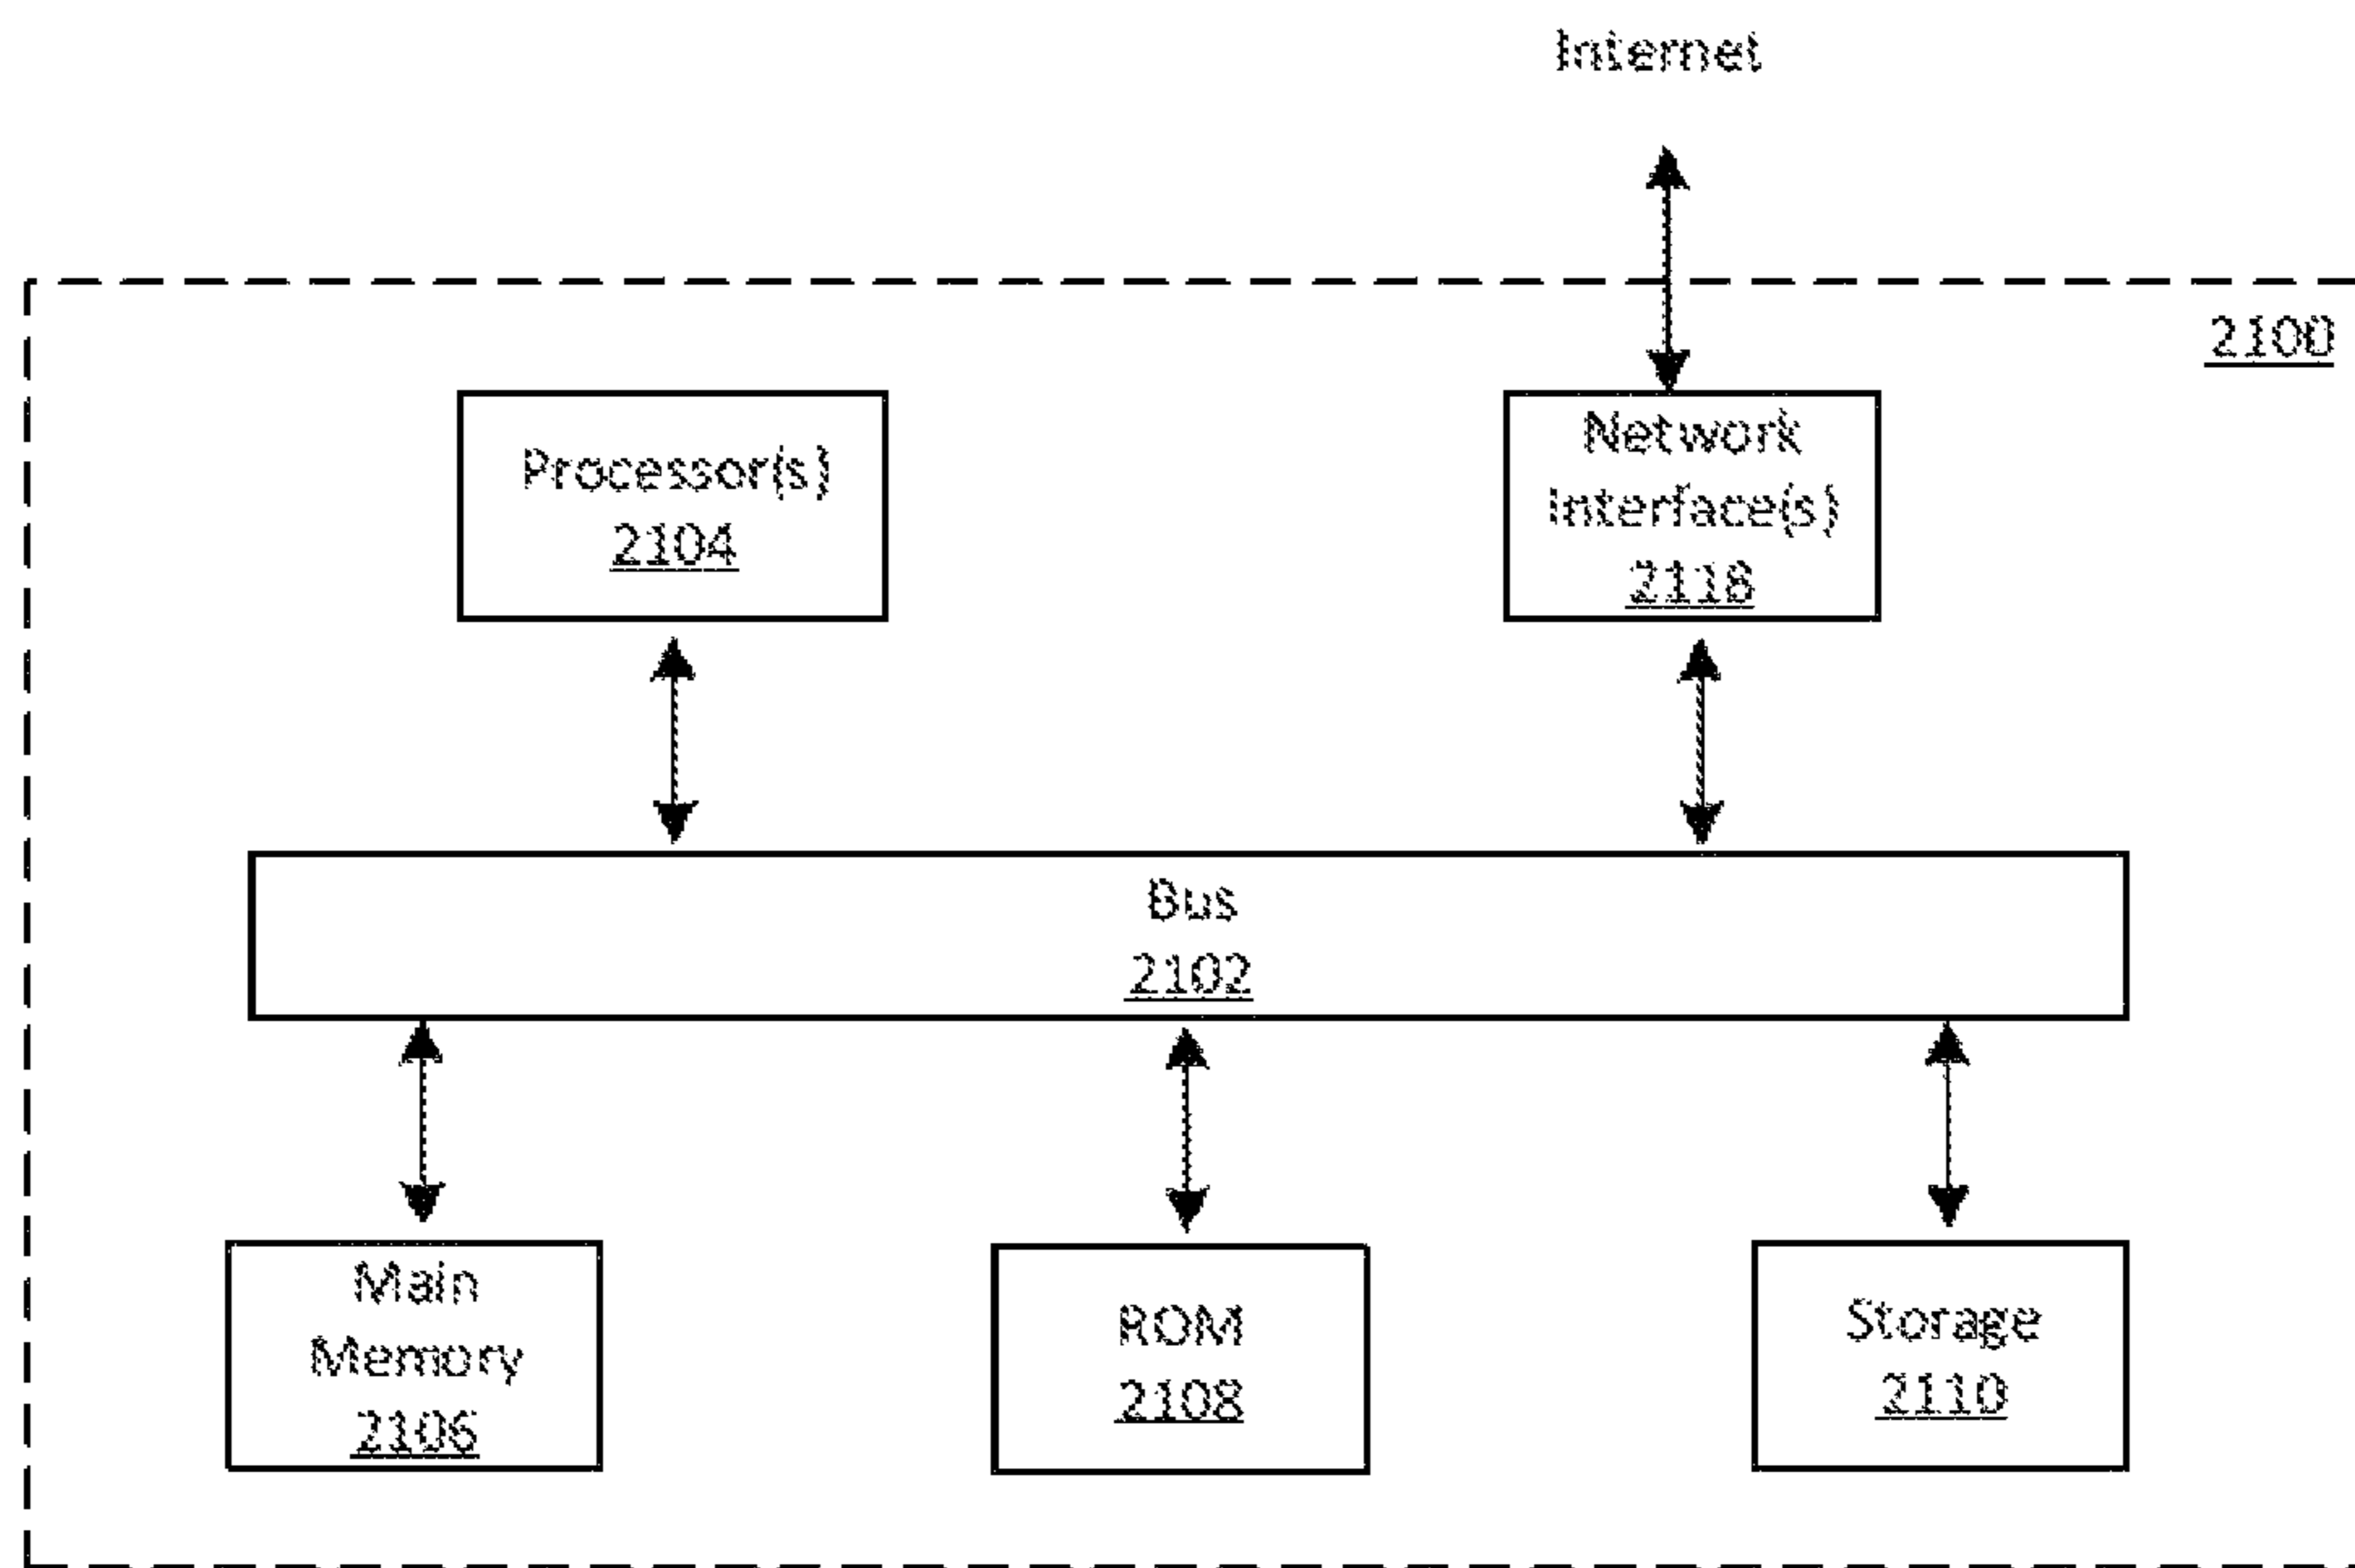 Internet
2100
Processor(s)
2104
Network
Interface(s)
2118
Bus
2102
Main
Memory
2106
ROM
2108
Storage
2110